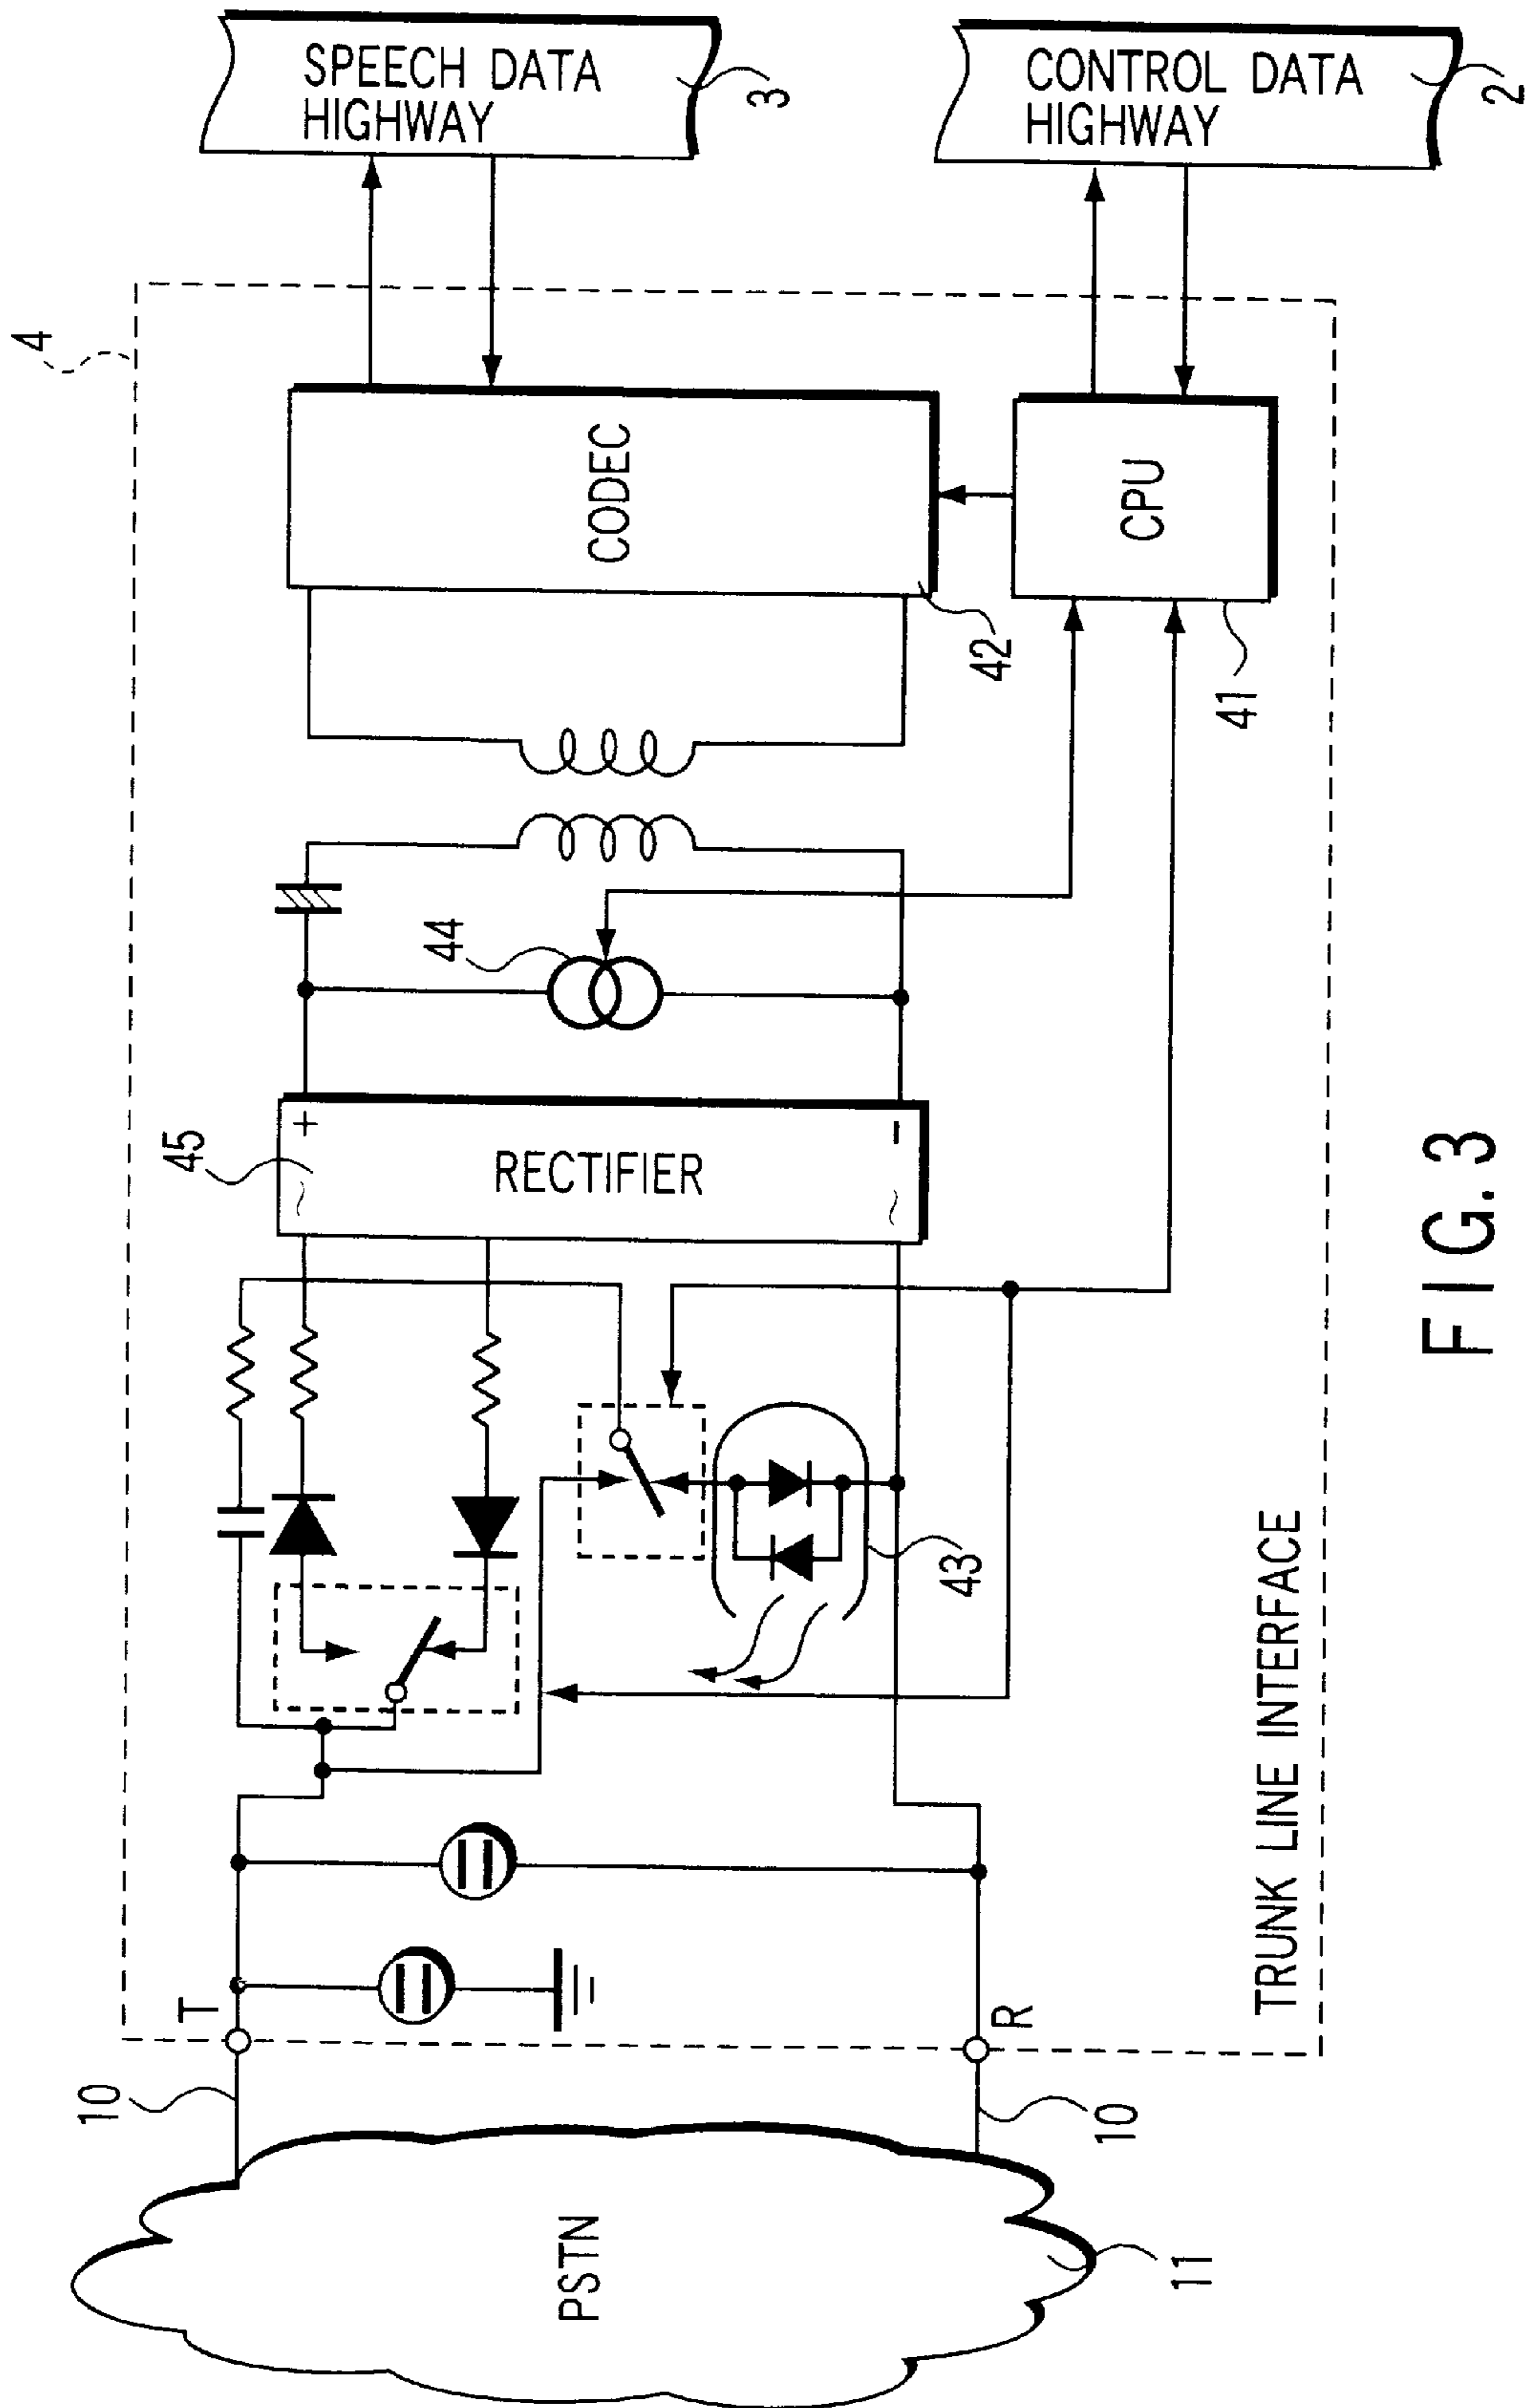 4
SPEECH DATA
HIGHWAY
3
CONTROL DATA
HIGHWAY
2
CODEC
42
CPU
41
44
45
+
−
~
~
RECTIFIER
43
T
R
10
10
PSTN
11
TRUNK LINE INTERFACE
FIG. 3